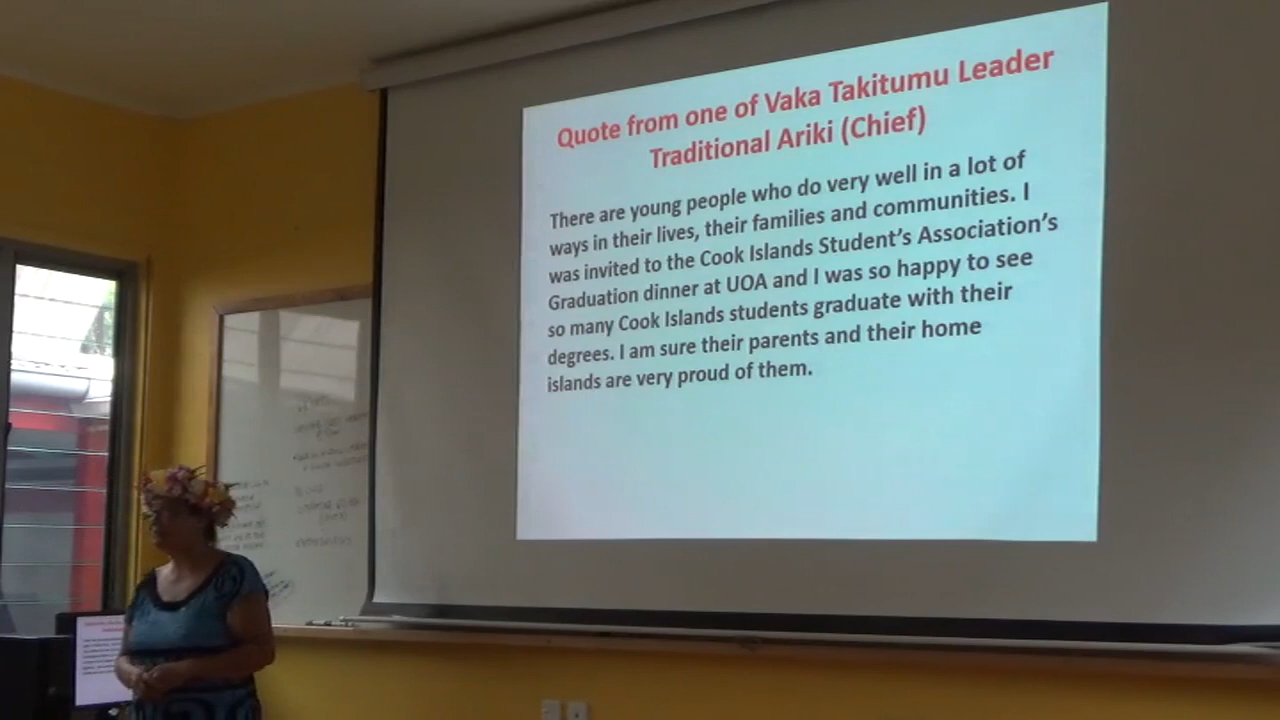 Quote from one of Vaka Takitumu Leader
Traditional Ariki (Chief)
There are young people who do very well in a lot of
ways in their lives, their families and communities. I
was invited to the Cook Islands Student's Association's
Graduation dinner at UOA and I was so happy to see
so many Cook Islands students graduate with their
degrees. I am sure their parents and their home
islands are very proud of them.